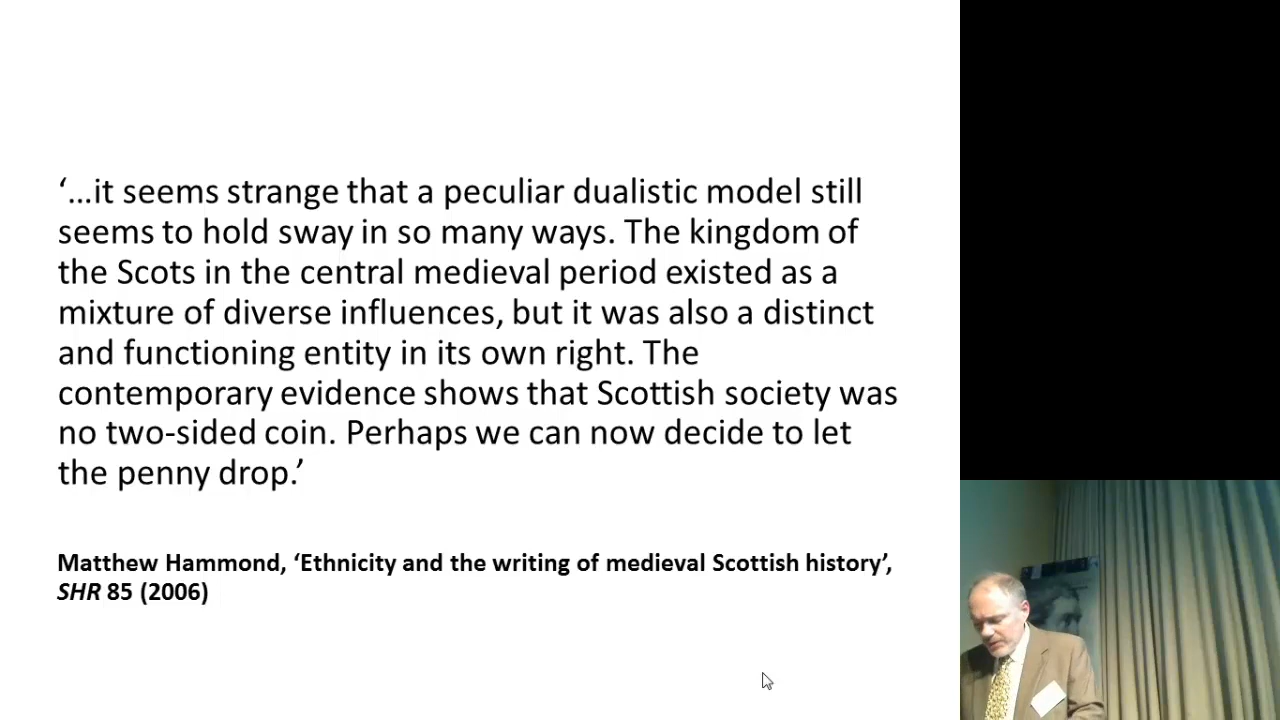 ‘...it seems strange that a peculiar dualistic model still
seems to hold sway in so many ways. The kingdom of
the Scots in the central medieval period existed as a
mixture of diverse influences, but it was also a distinct
and functioning entity in its own right. The
contemporary evidence shows that Scottish society was
no two-sided coin. Perhaps we can now decide to let
the penny drop.’
Matthew Hammond, ‘Ethnicity and the writing of medieval Scottish history’,
SHR 85 (2006)